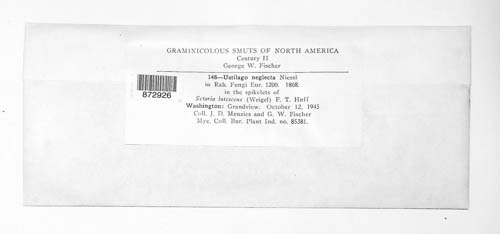 GRAMINICOLOUS SMUTS OF NORTH AMERICA
Century II
George W. Fischer
148—Ustilago neglecta Niessl
in Rab. Fungi Eur. 1200. 1868.
in the spikelets of
Setaria lutescens (Weigel) F. T. Huff
Washington: Grandview. October 12, 1945
Coll. J. D. Menzies and G. W. Fischer
Myc. Coll. Bur. Plant Ind. no. 85381.
872926